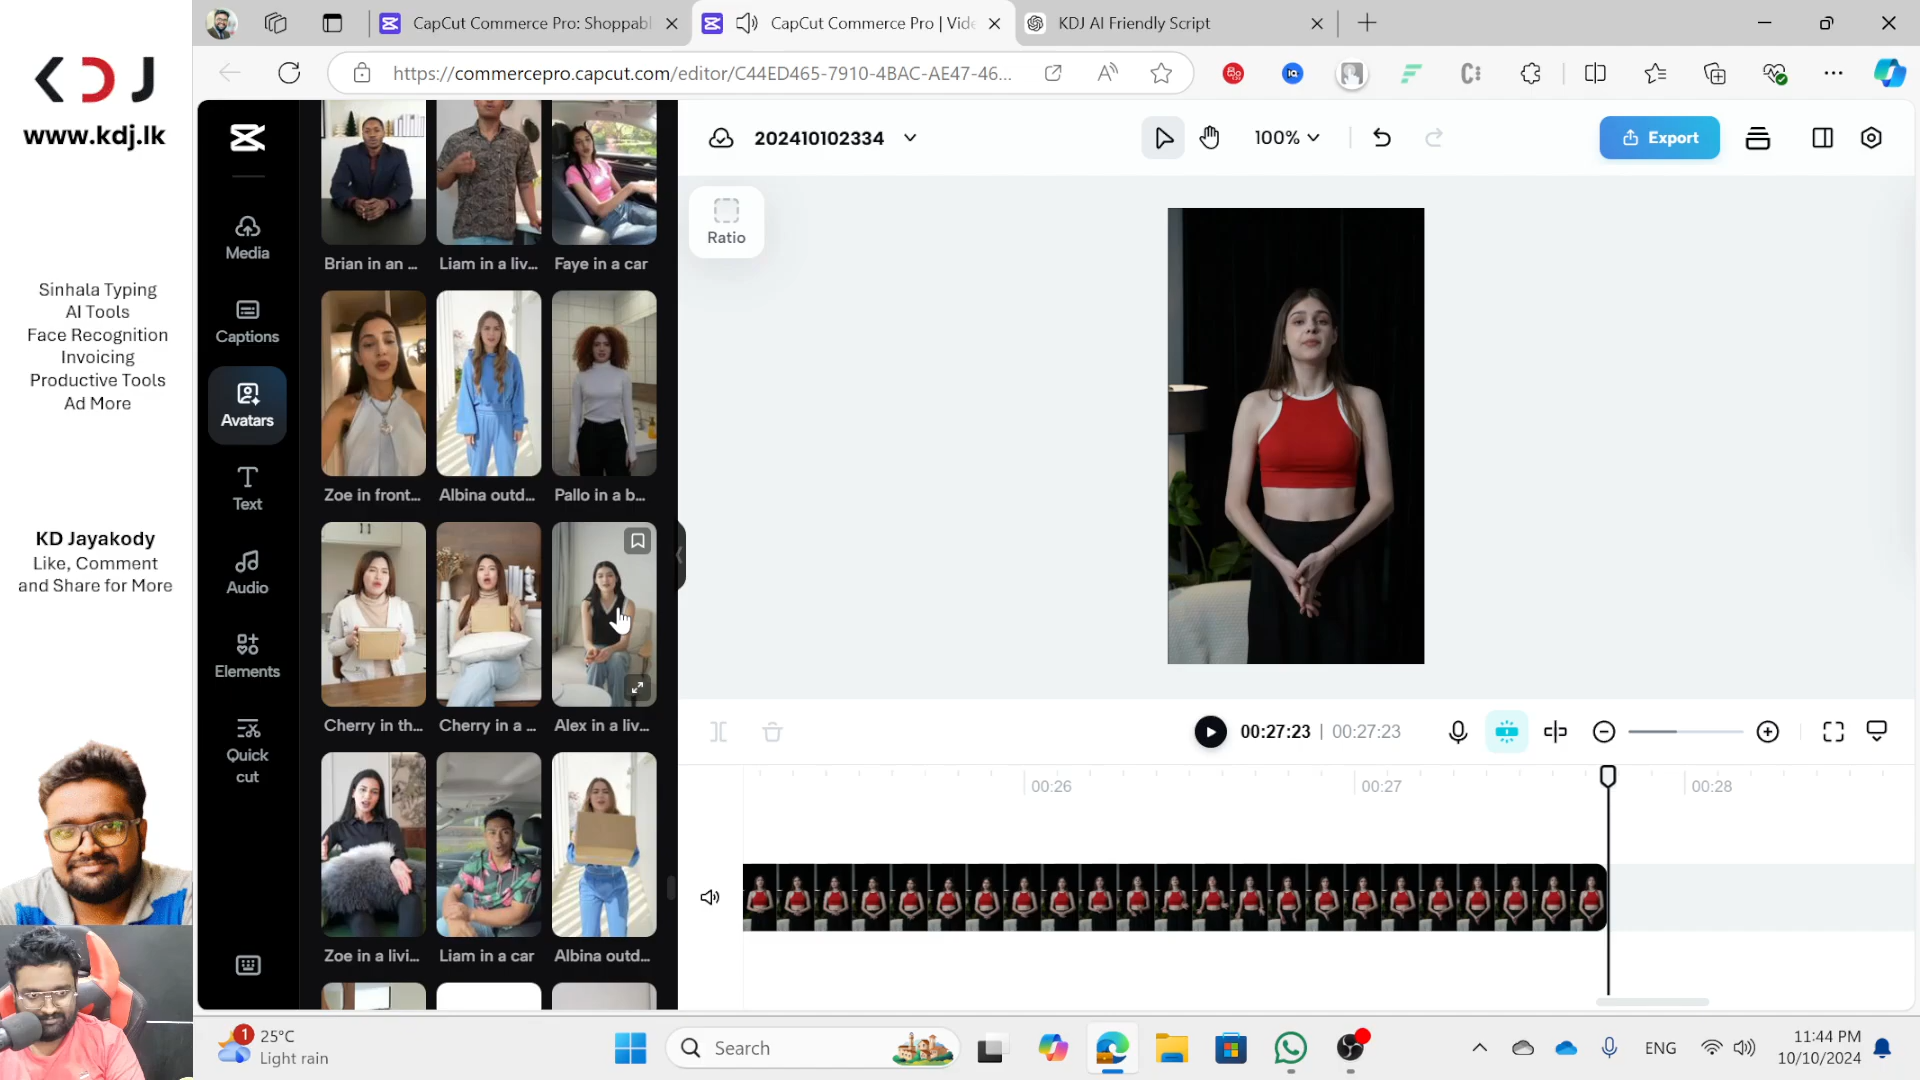 CapCut Commerce Pro: Shoppabl
CapCut Commerce Pro | Vide
KDJ AI Friendly Script
KDJ
www.kdj.lk
Sinhala Typing
AI Tools
Face Recognition
Invoicing
Productive Tools
Ad More
KD Jayakody
Like, Comment
and Share for More
https://commercepro.capcut.com/editor/C44ED465-7910-4BAC-AE47-46...
Media
Captions
Avatars
Text
Audio
Elements
Quick
cut
Brian in an ...
Liam in a liv...
Faye in a car
Zoe in front...
Albina outd...
Pallo in a b...
Cherry in th...
Cherry in a ...
Alex in a liv...
Zoe in a livi...
Liam in a car
Albina outd...
202410102334
100%
Export
Ratio
00:27:23 | 00:27:23
00:26
00:27
00:28
1
25°C
Light rain
Search
ENG
11:44 PM
10/10/2024